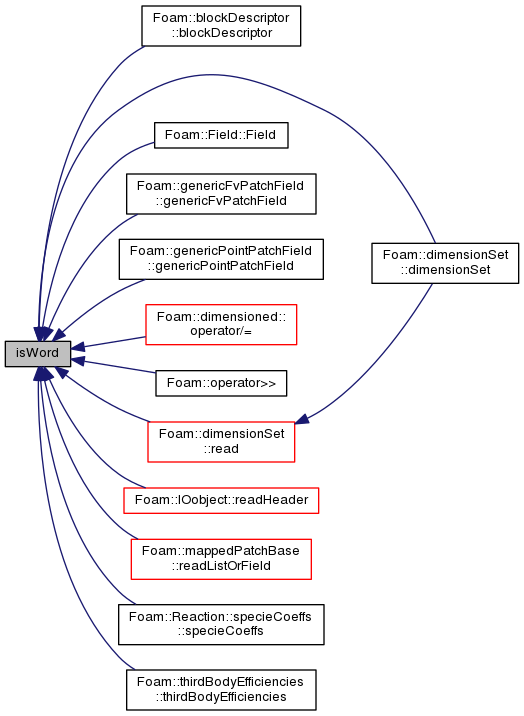 Foam::blockDescriptor
::blockDescriptor
Foam::Field::Field
Foam::genericFvPatchField
::genericFvPatchField
Foam::genericPointPatchField
::genericPointPatchField
Foam::dimensionSet
::dimensionSet
Foam::dimensioned::
operator/=
isWord
Foam::operator>>
Foam::dimensionSet
::read
Foam::IOobject::readHeader
Foam::mappedPatchBase
::readListOrField
Foam::Reaction::specieCoeffs
::specieCoeffs
Foam::thirdBodyEfficiencies
::thirdBodyEfficiencies